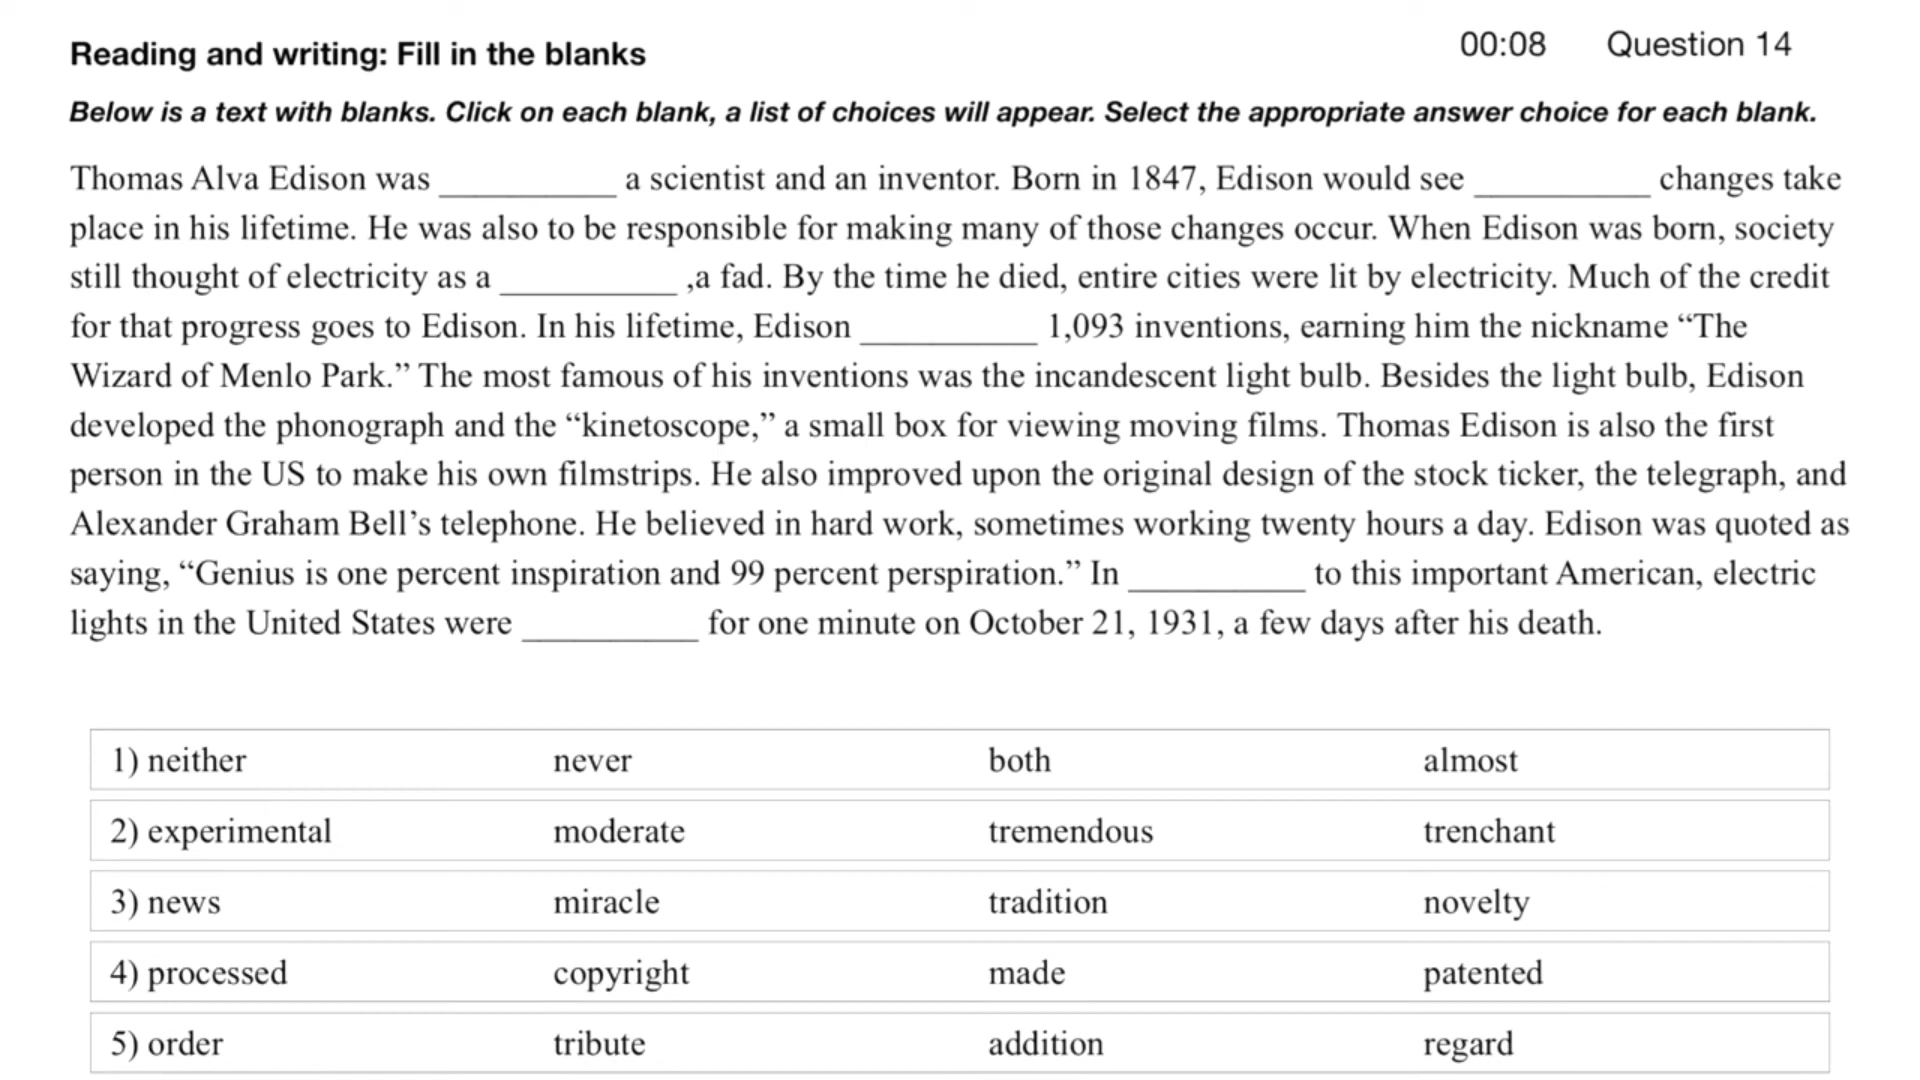 Reading and writing: Fill in the blanks
00:08 Question 14
Below is a text with blanks. Click on each blank, a list of choices will appear. Select the appropriate answer choice for each blank.
Thomas Alva Edison was __________ a scientist and an inventor. Born in 1847, Edison would see __________ changes take
place in his lifetime. He was also to be responsible for making many of those changes occur. When Edison was born, society
still thought of electricity as a __________ ,a fad. By the time he died, entire cities were lit by electricity. Much of the credit
for that progress goes to Edison. In his lifetime, Edison __________ 1,093 inventions, earning him the nickname “The
Wizard of Menlo Park.” The most famous of his inventions was the incandescent light bulb. Besides the light bulb, Edison
developed the phonograph and the “kinetoscope,” a small box for viewing moving films. Thomas Edison is also the first
person in the US to make his own filmstrips. He also improved upon the original design of the stock ticker, the telegraph, and
Alexander Graham Bell’s telephone. He believed in hard work, sometimes working twenty hours a day. Edison was quoted as
saying, “Genius is one percent inspiration and 99 percent perspiration.” In __________ to this important American, electric
lights in the United States were __________ for one minute on October 21, 1931, a few days after his death.
1) neither never both almost
2) experimental moderate tremendous trenchant
3) news miracle tradition novelty
4) processed copyright made patented
5) order tribute addition regard